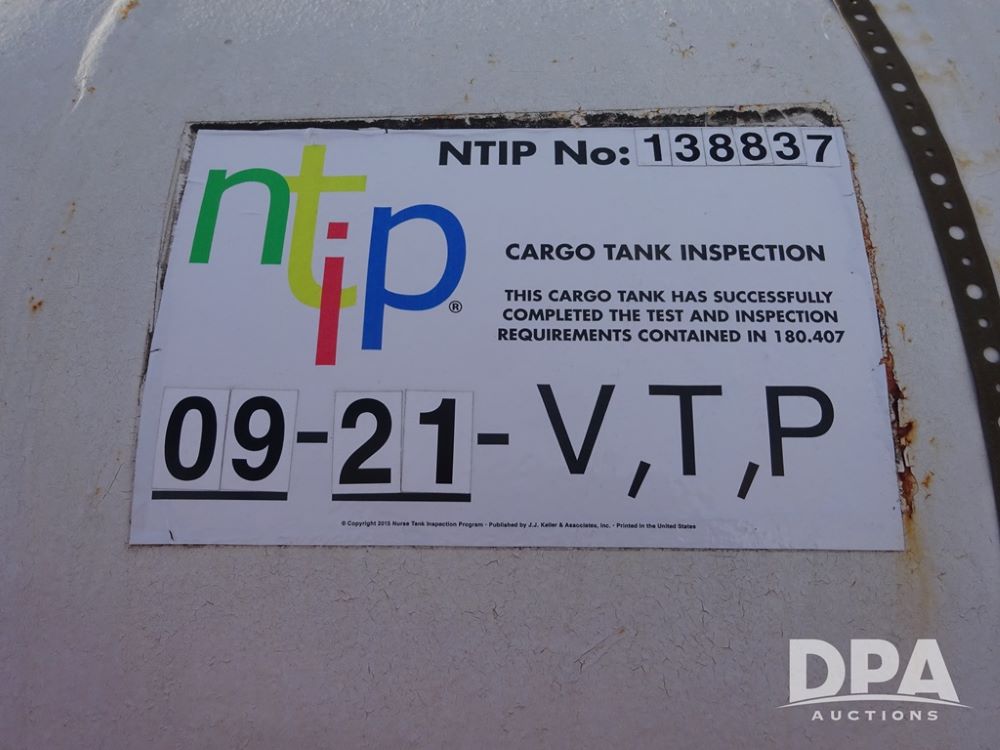 NTIP No: 138837
ntip®
CARGO TANK INSPECTION
THIS CARGO TANK HAS SUCCESSFULLY
COMPLETED THE TEST AND INSPECTION
REQUIREMENTS CONTAINED IN 180.407
09-21-V,T,P
© Copyright 2015 Nurse Tank Inspection Program • Published by J.J. Keller & Associates, Inc. • Printed in the United States
DPA
AUCTIONS